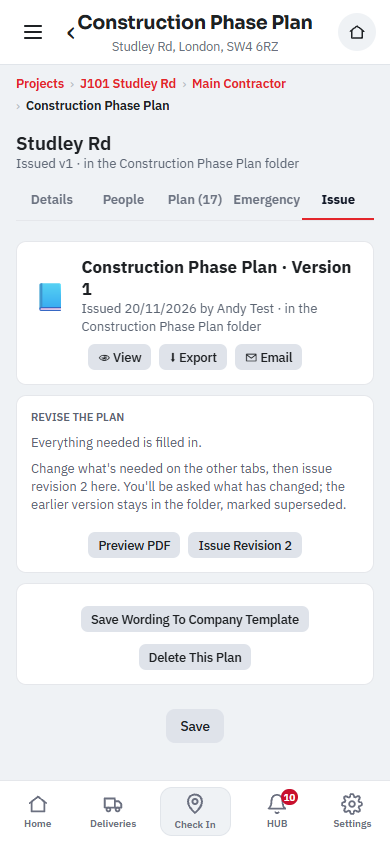 Construction Phase Plan
Studley Rd, London, SW4 6RZ
Projects › J101 Studley Rd › Main Contractor
› Construction Phase Plan
Studley Rd
Issued v1 · in the Construction Phase Plan folder
Details People Plan (17) Emergency Issue
Construction Phase Plan · Version
1
Issued 20/11/2026 by Andy Test · in the
Construction Phase Plan folder
View Export Email
REVISE THE PLAN
Everything needed is filled in.
Change what's needed on the other tabs, then issue
revision 2 here. You'll be asked what has changed; the
earlier version stays in the folder, marked superseded.
Preview PDF Issue Revision 2
Save Wording To Company Template
Delete This Plan
Save
10
Home Deliveries Check In HUB Settings